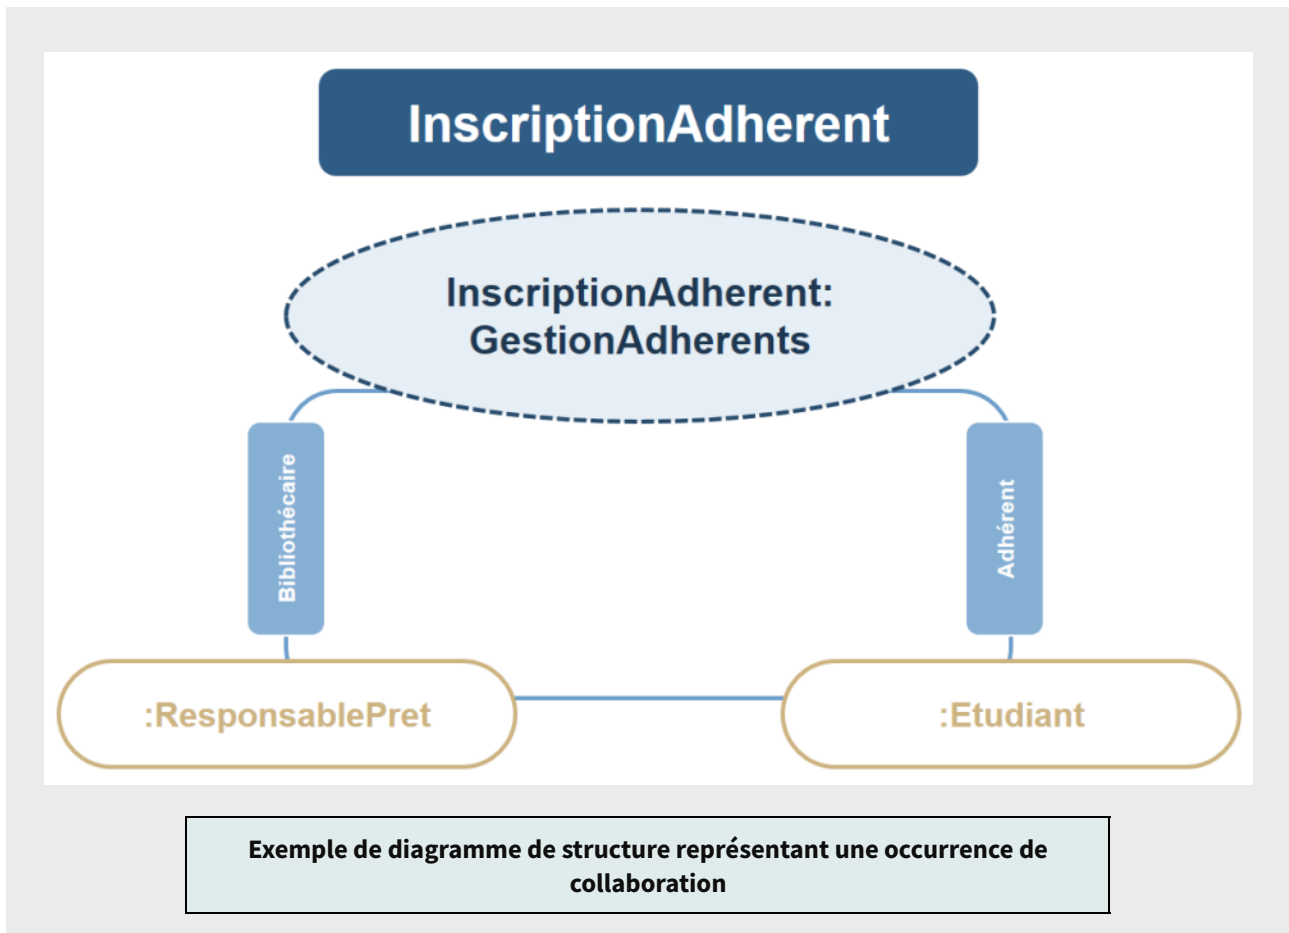 InscriptionAdherent
InscriptionAdherent:
GestionAdherents
Bibliothécaire
Adhérent
:ResponsablePret
:Etudiant
Exemple de diagramme de structure représentant une occurrence de
collaboration